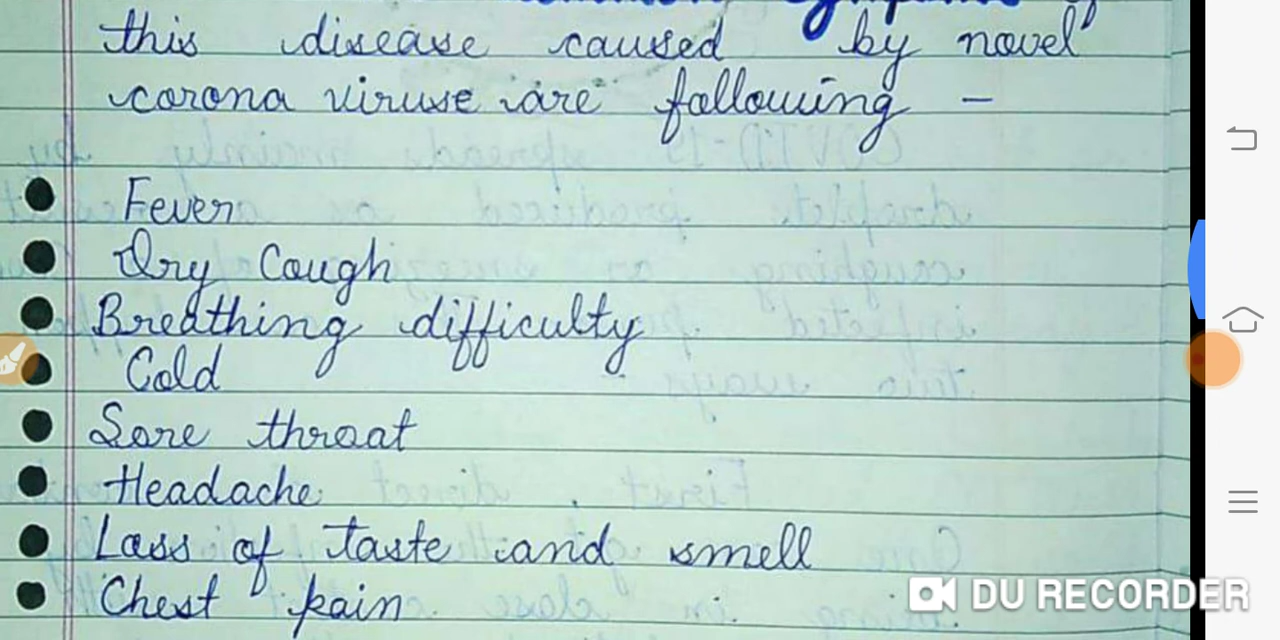 this disease caused by novel
corona viruse are following -
Fever
Dry Cough
Breathing difficulty
Cold
Sore throat
Headache
Loss of taste and smell
Chest pain
DU RECORDER